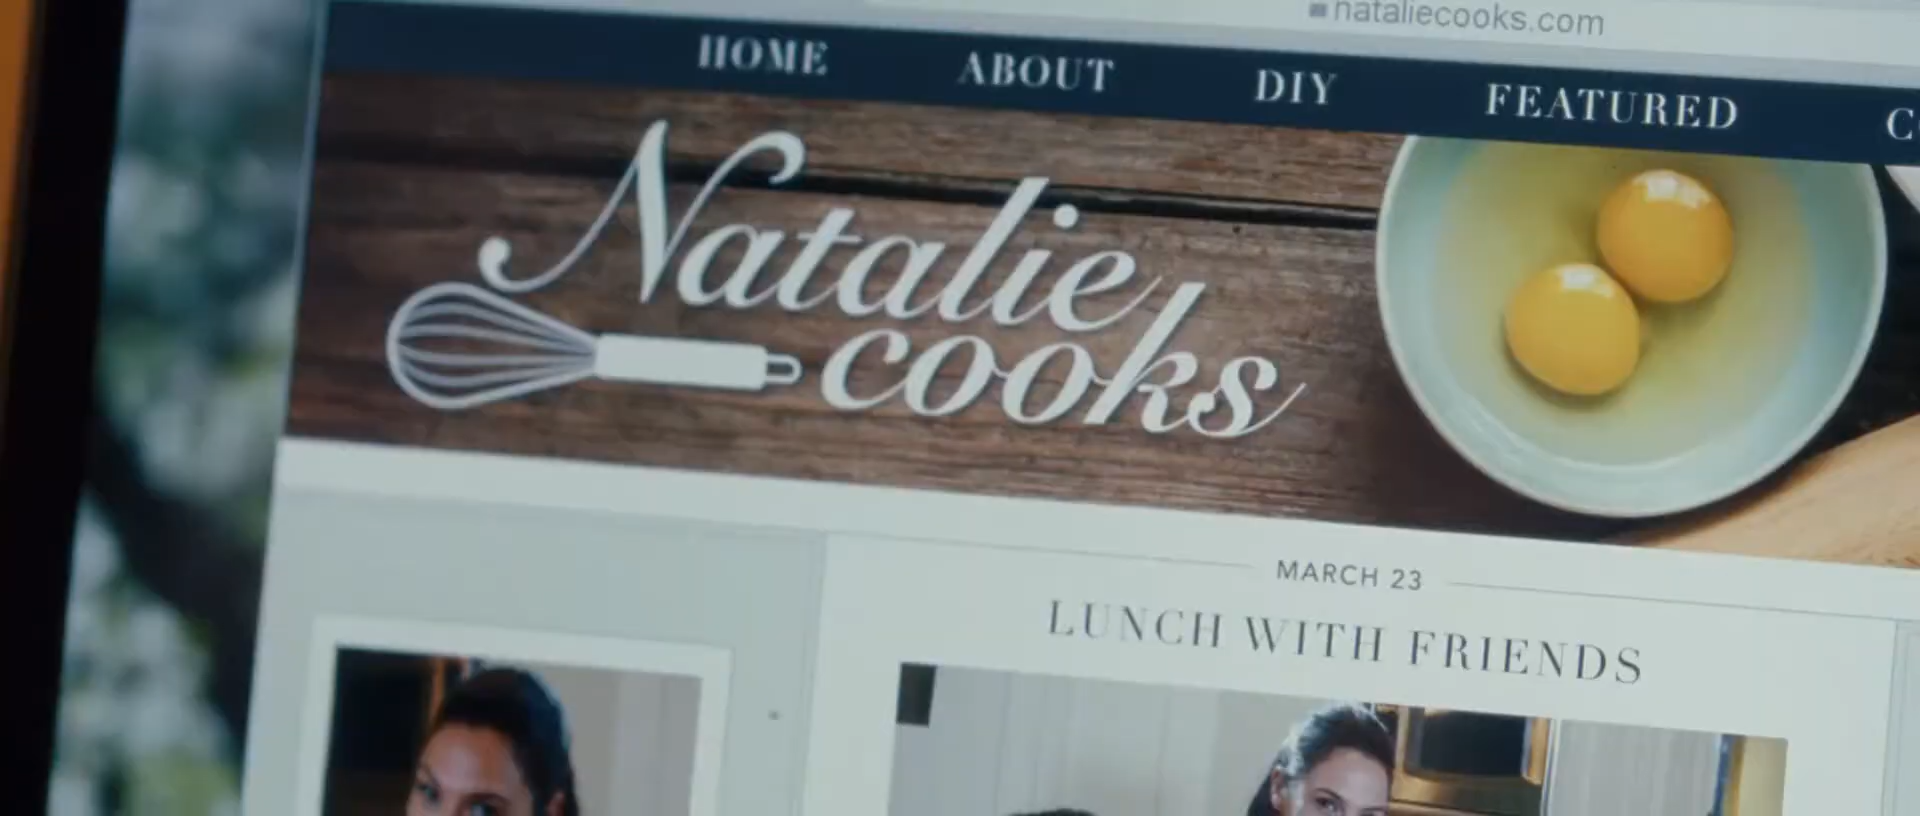 nataliecooks.com
HOME ABOUT DIY FEATURED
Natalie
cooks
MARCH 23
LUNCH WITH FRIENDS